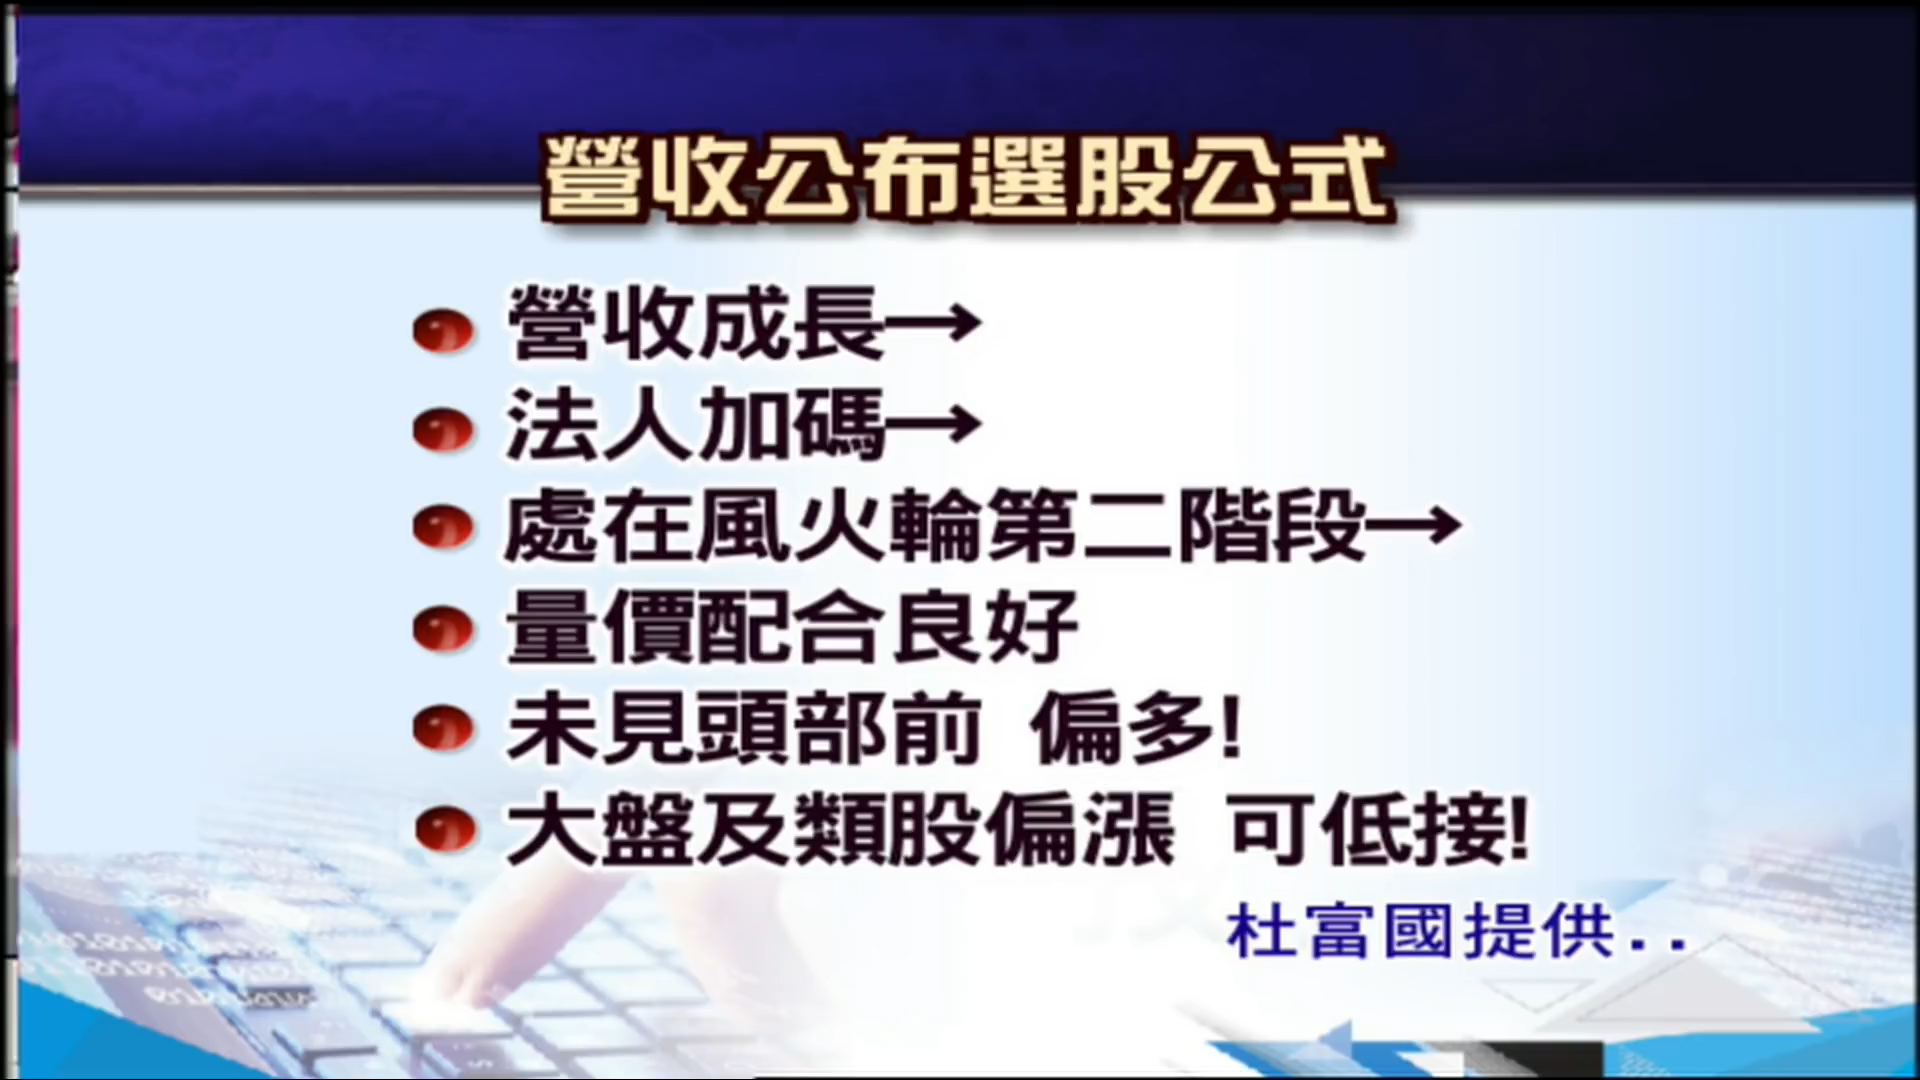 營收公布選股公式
營收成長→
法人加碼→
處在風火輪第二階段→
量價配合良好
未見頭部前 偏多!
大盤及類股偏漲 可低接!
杜富國提供..